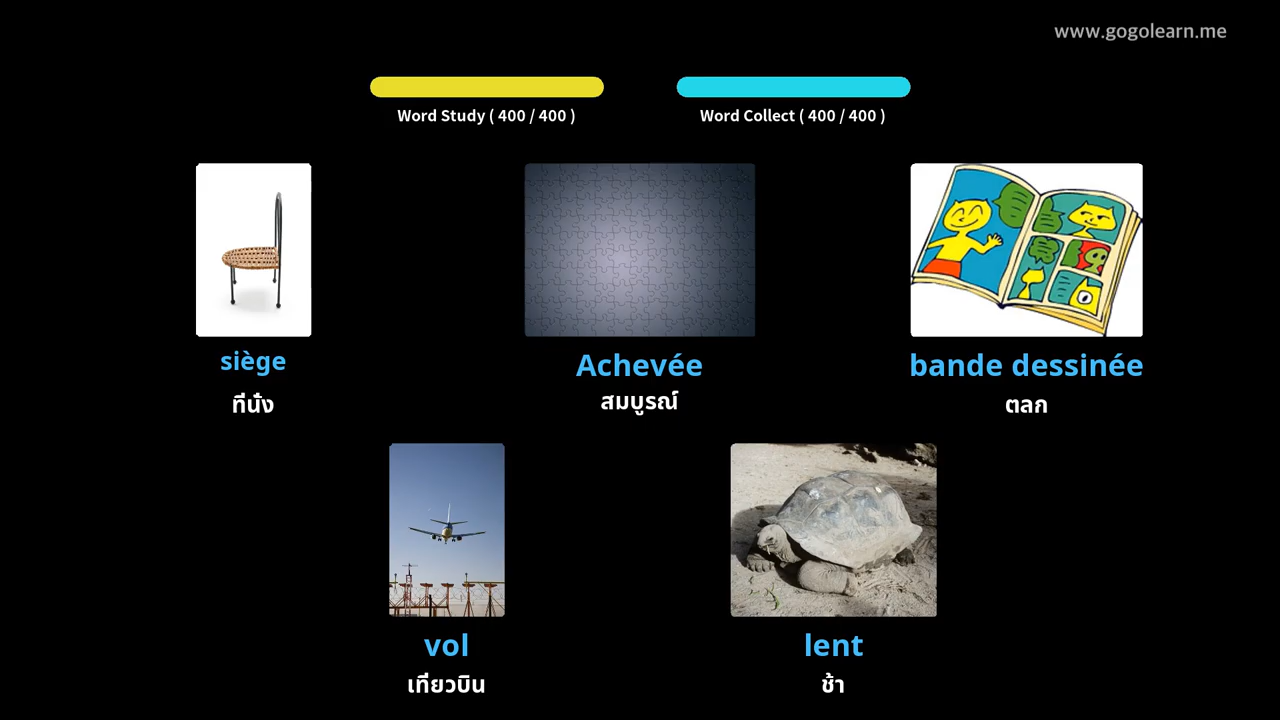 www.gogolearn.me
Word Study ( 400 / 400 )
Word Collect ( 400 / 400 )
siège
ที่นั่ง
Achevée
สมบูรณ์
bande dessinée
ตลก
vol
เที่ยวบิน
lent
ช้า